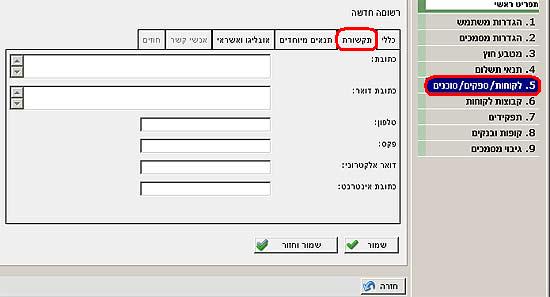 תפריט ראשי
1. הגדרות משתמש
2. הגדרות מסמכים
3. מטבע חוץ
4. תנאי תשלום
5. לקוחות/ספקים/סוכנים
6. קבוצות לקוחות
7. תפקידים
8. קופות ובנקים
9. גיבוי מסמכים
רשומה חדשה
כללי תקשורת תנאים מיוחדים אובליגו ואשראי אנשי קשר חוזים
כתובת:
כתובת דואר:
טלפון:
פקס:
דואר אלקטרוני:
כתובת אינטרנט:
שמור שמור וחזור
חזרה